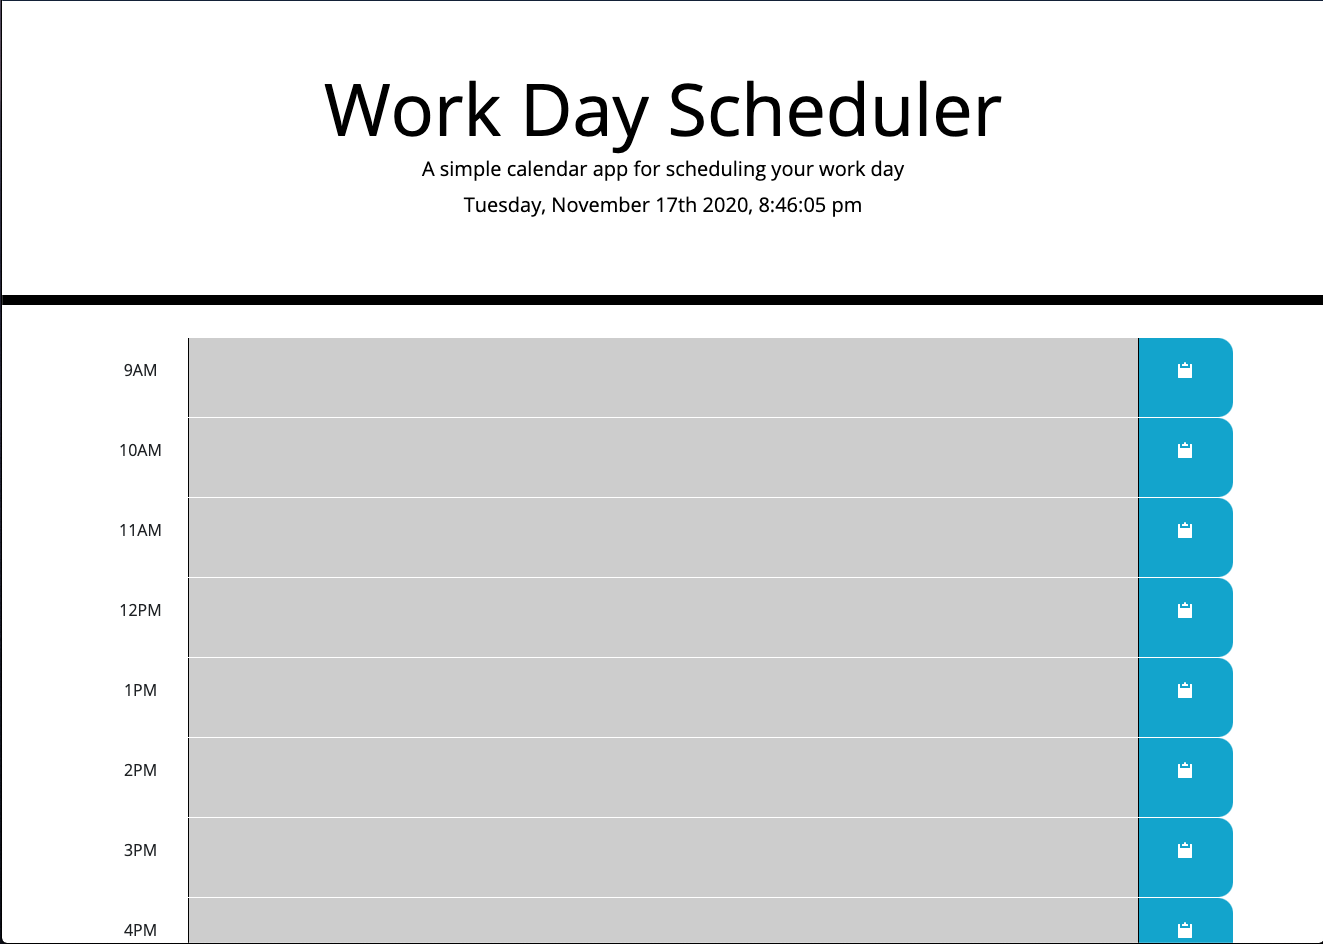 Work Day Scheduler
A simple calendar app for scheduling your work day
Tuesday, November 17th 2020, 8:46:05 pm
9AM
10AM
11AM
12PM
1PM
2PM
3PM
4PM